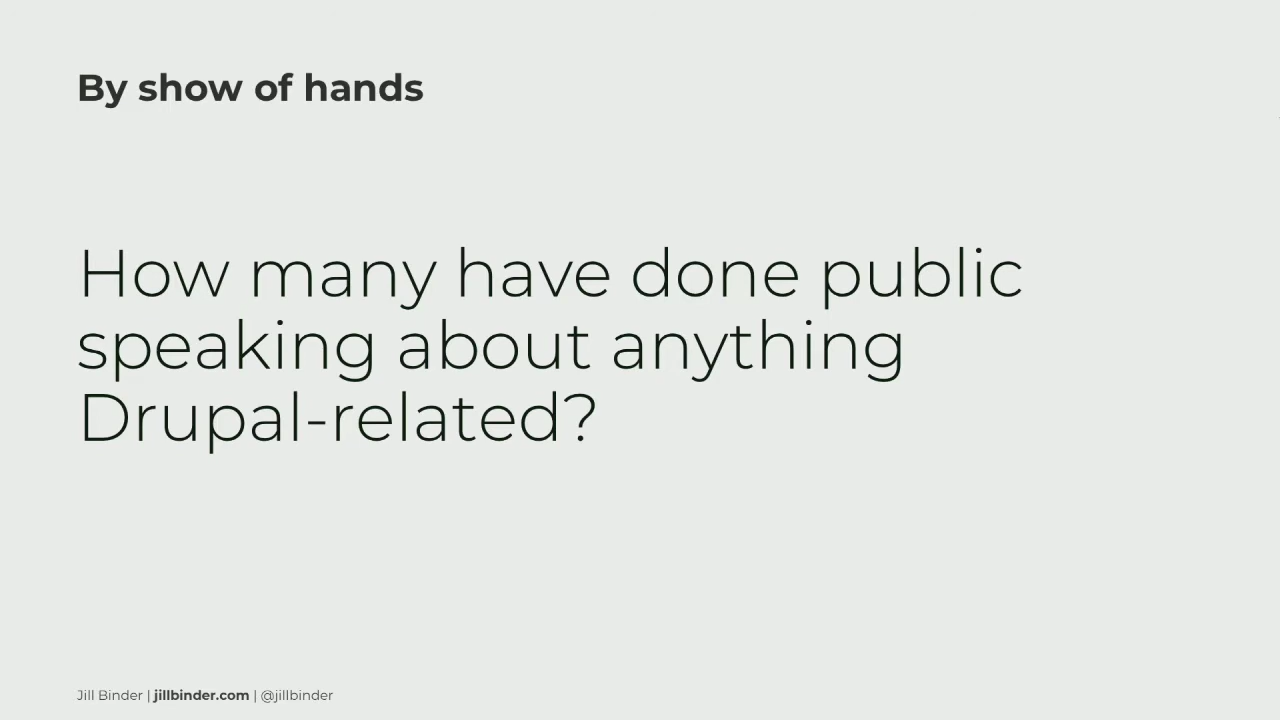 By show of hands
How many have done public
speaking about anything
Drupal-related?
Jill Binder | jillbinder.com | @jillbinder